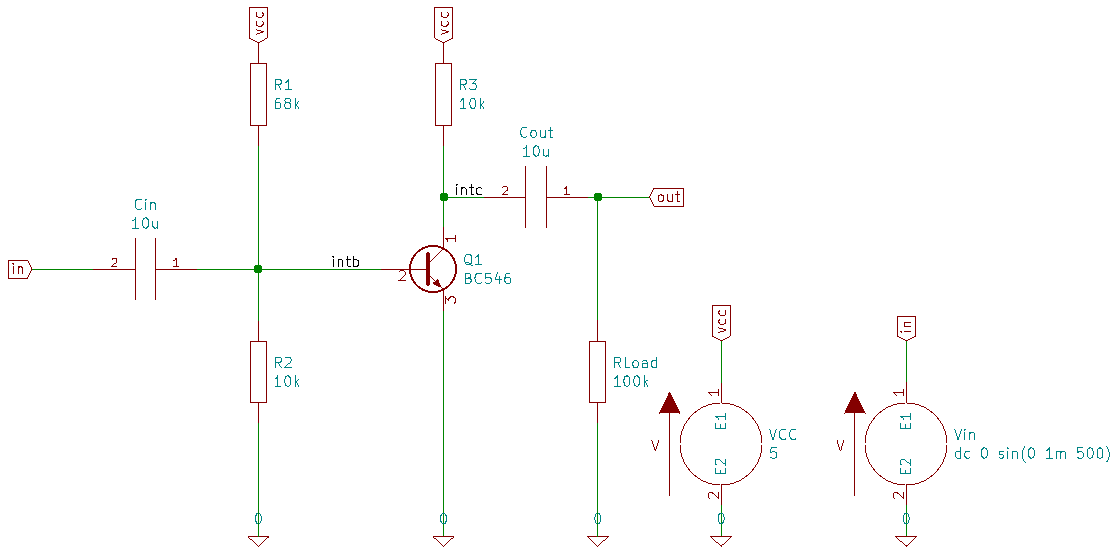 vcc
vcc
R1
68k
R3
10k
Cout
10u
intc
2
1
out
Cin
10u
in
2
1
intb
2
1
Q1
BC546
3
R2
10k
RLoad
100k
vcc
in
1
E1
V
E2
2
VCC
5
1
E1
V
E2
2
Vin
dc 0 sin(0 1m 500)
0
0
0
0
0